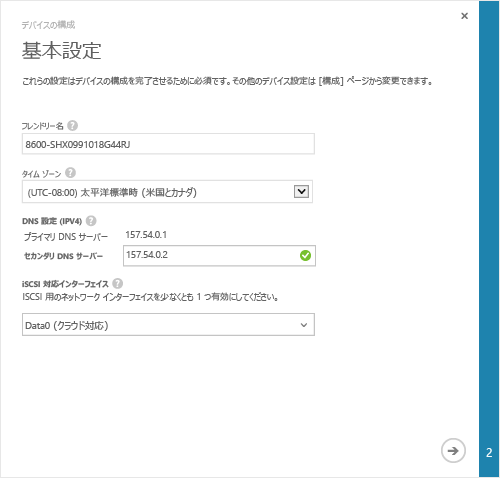 デバイスの構成
基本設定
これらの設定はデバイスの構成を完了させるために必須です。その他のデバイス設定は [構成] ページから変更できます。
フレンドリー名 ?
8600-SHX0991018G44RJ
タイム ゾーン ?
(UTC-08:00) 太平洋標準時 (米国とカナダ)
DNS 設定 (IPV4) ?
プライマリ DNS サーバー 157.54.0.1
セカンダリ DNS サーバー 157.54.0.2
iSCSI 対応インターフェイス ?
ISCSI 用のネットワーク インターフェイスを少なくとも 1 つ有効にしてください。
Data0 (クラウド対応)
2